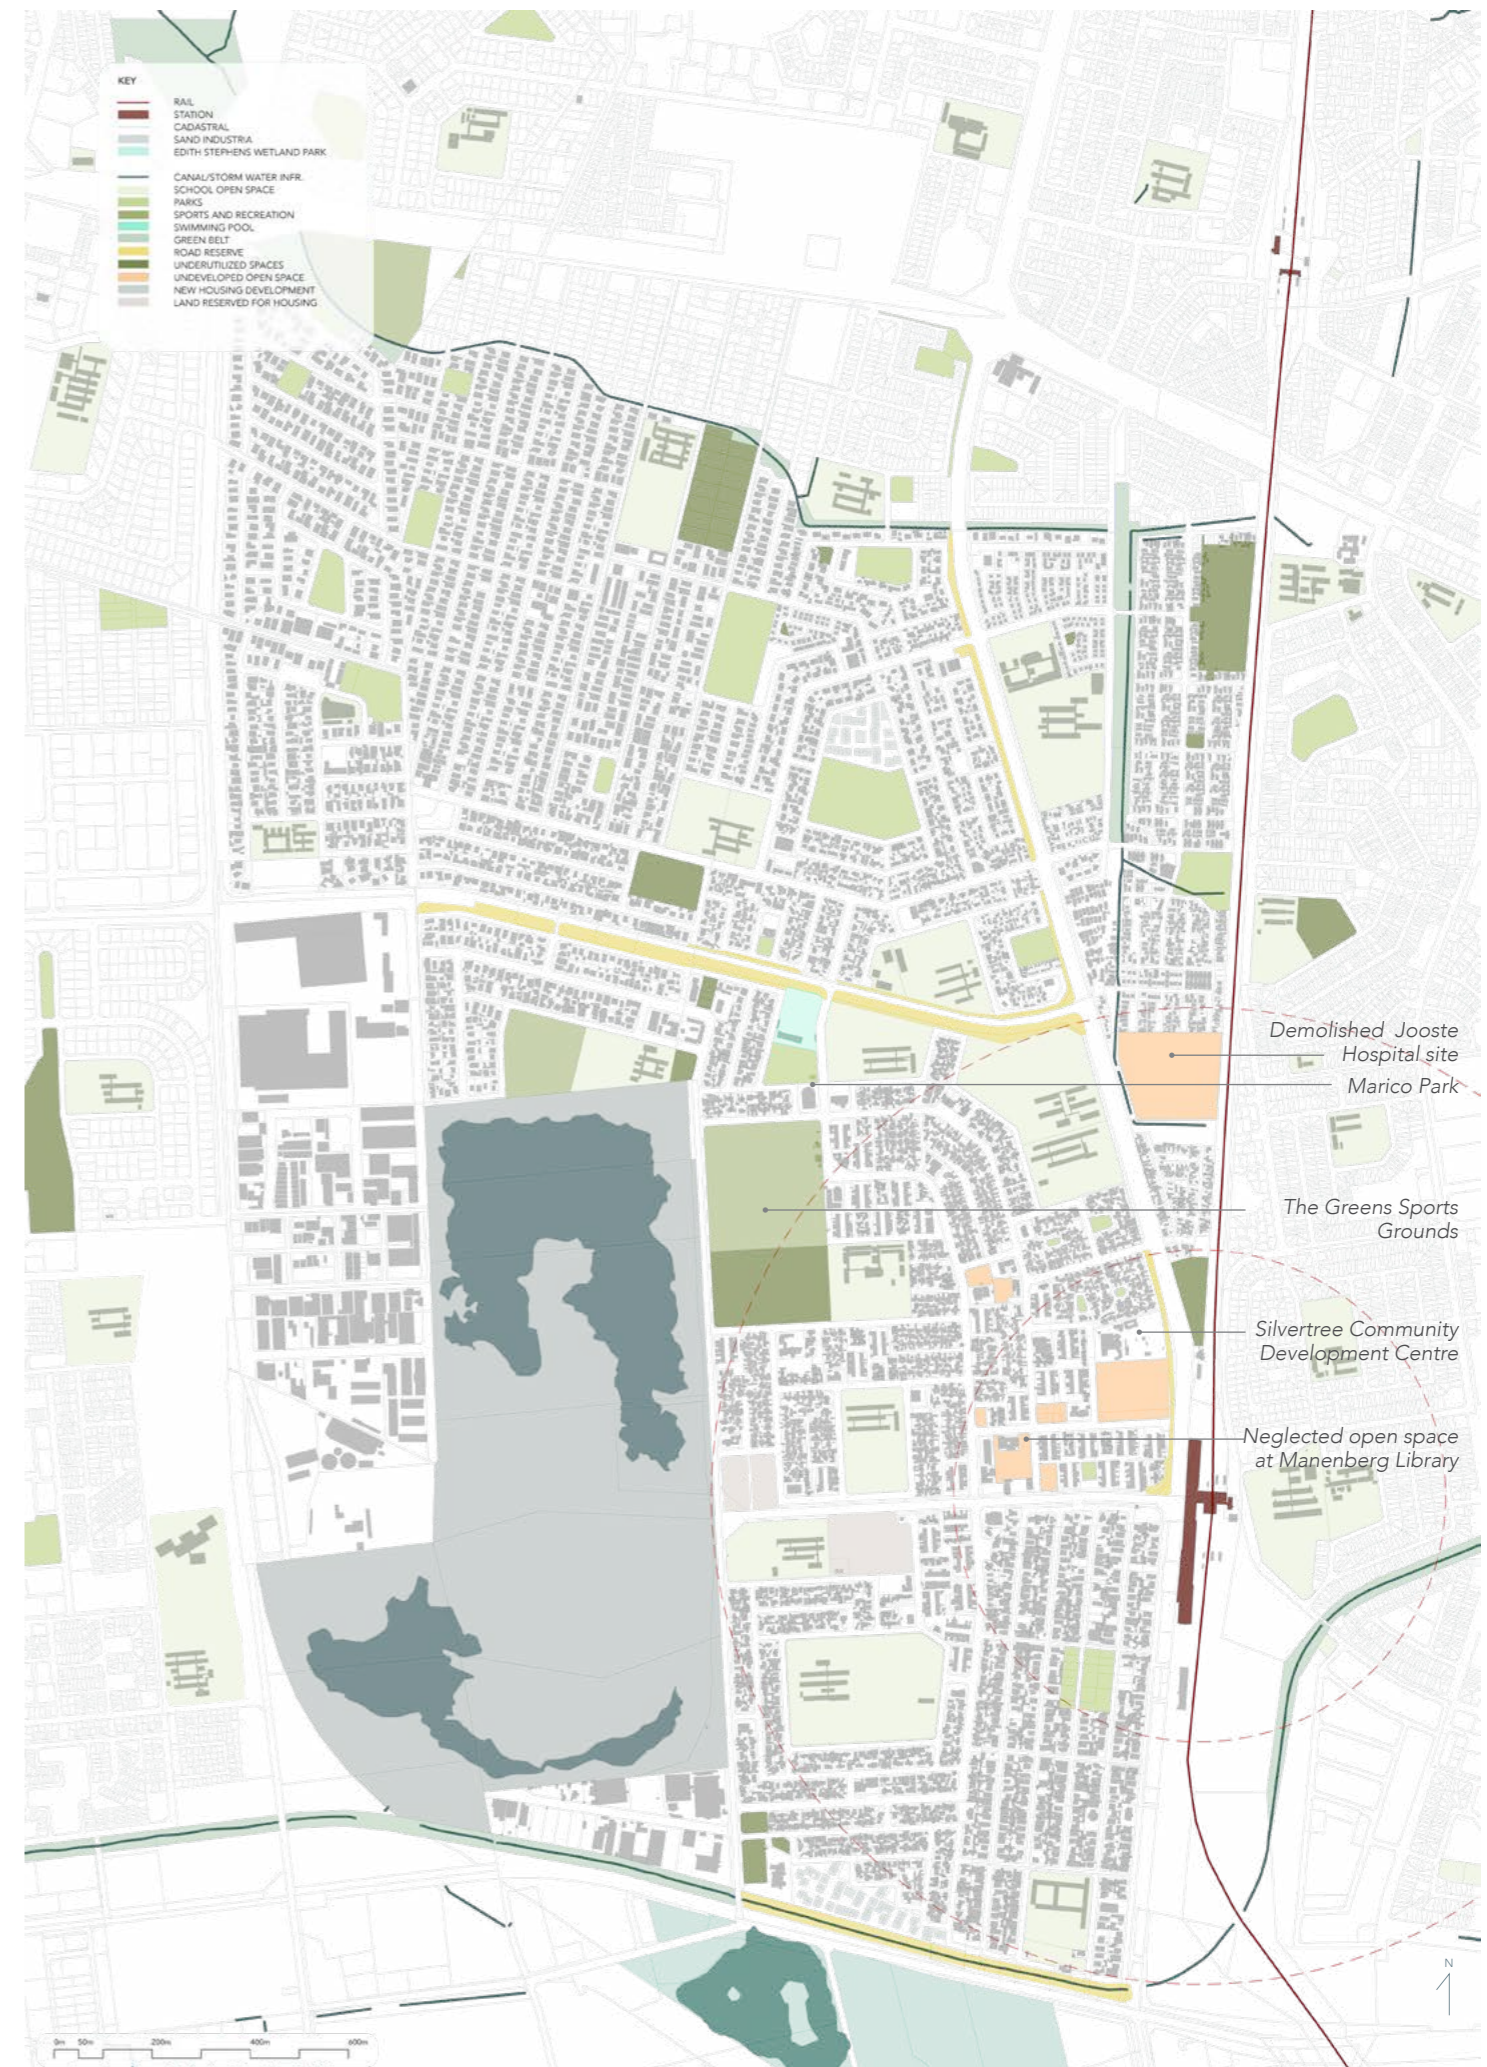 KEY
RAIL
STATION
CADASTRAL
SAND INDUSTRIA
EDITH STEPHENS WETLAND PARK
CANAL/STORM WATER INFR.
SCHOOL OPEN SPACE
PARKS
SPORTS AND RECREATION
SWIMMING POOL
GREEN BELT
ROAD RESERVE
UNDERUTILIZED SPACES
UNDEVELOPED OPEN SPACE
NEW HOUSING DEVELOPMENT
LAND RESERVED FOR HOUSING
Demolished Jooste
Hospital site
Marico Park
The Greens Sports
Grounds
Silvertree Community
Development Centre
Neglected open space
at Manenberg Library
N
0m 50m 200m 400m 600m